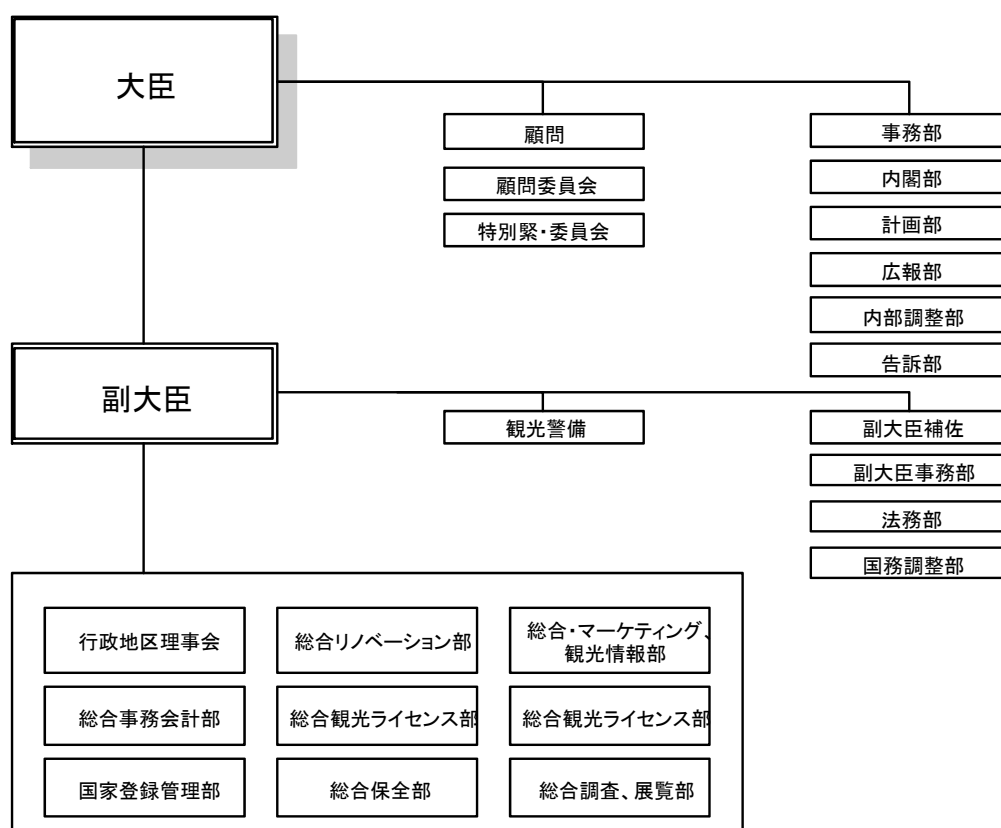 大臣
顧問
顧問委員会
特別緊・委員会
事務部
内閣部
計画部
広報部
内部調整部
告訴部
副大臣
観光警備
副大臣補佐
副大臣事務部
法務部
国務調整部
行政地区理事会
総合リノベーション部
総合・マーケティング、
観光情報部
総合事務会計部
総合観光ライセンス部
総合観光ライセンス部
国家登録管理部
総合保全部
総合調査、展覧部